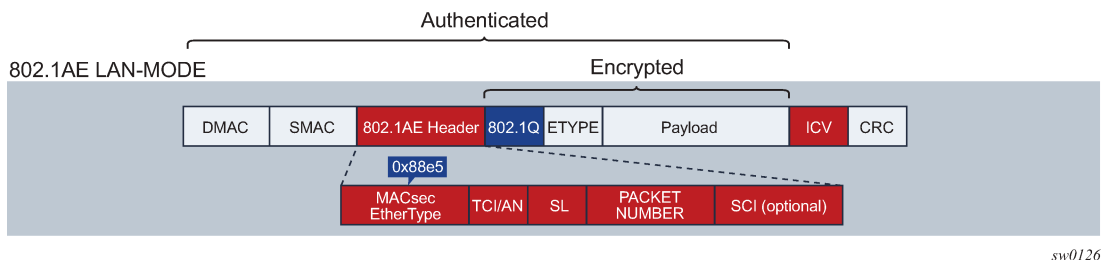 Authenticated
Encrypted
802.1AE LAN-MODE
DMAC SMAC 802.1AE Header 802.1Q ETYPE Payload ICV CRC
0x88e5
MACsec EtherType TCI/AN SL PACKET NUMBER SCI (optional)
sw0126